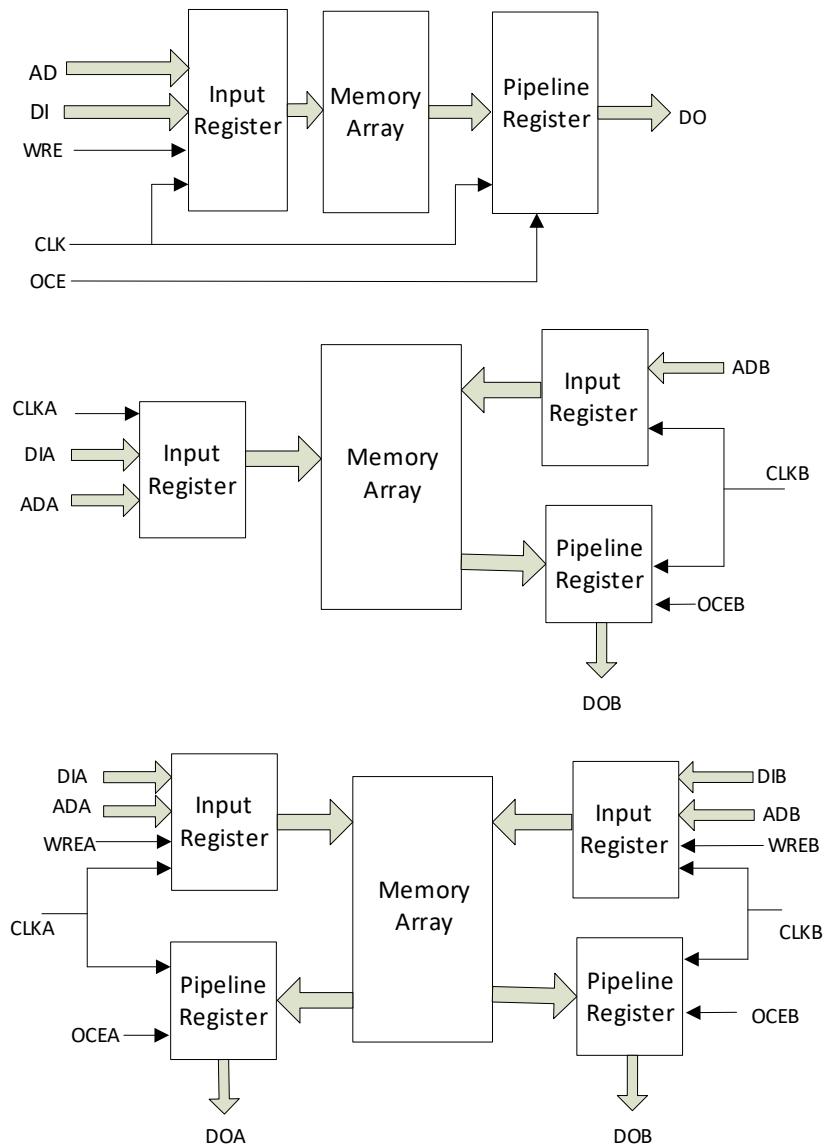 AD
DI
WRE
CLK
OCE
Input
Register
Memory
Array
Pipeline
Register
DO
CLKA
DIA
ADA
Input
Register
Memory
Array
Input
Register
ADB
CLKB
Pipeline
Register
OCEB
DOB
DIA
ADA
WREA
CLKA
OCEA
Input
Register
Pipeline
Register
DOA
Memory
Array
Input
Register
DIB
ADB
WREB
CLKB
Pipeline
Register
OCEB
DOB